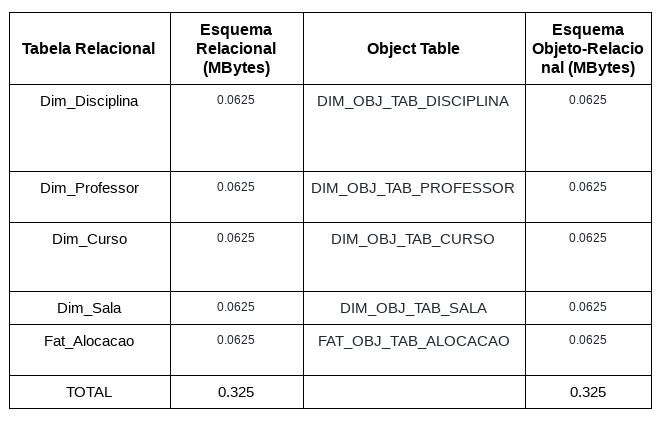 Tabela Relacional
Esquema
Relacional
(MBytes)
Object Table
Esquema
Objeto-Relacio
nal (MBytes)
Dim_Disciplina 0.0625 DIM_OBJ_TAB_DISCIPLINA 0.0625
Dim_Professor 0.0625 DIM_OBJ_TAB_PROFESSOR 0.0625
Dim_Curso 0.0625 DIM_OBJ_TAB_CURSO 0.0625
Dim_Sala 0.0625 DIM_OBJ_TAB_SALA 0.0625
Fat_Alocacao 0.0625 FAT_OBJ_TAB_ALOCACAO 0.0625
TOTAL 0.325 0.325